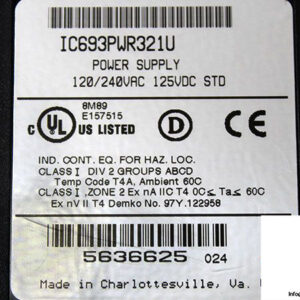 IC693PWR321U
POWER SUPPLY
120/240VAC 125VDC STD
8M89
E157515
C UL US LISTED D CE
IND. CONT. EQ. FOR HAZ. LOC.
CLASS I DIV 2 GROUPS ABCD
Temp Code T4A, Ambient 60C
CLASS I ,ZONE 2 Ex nA IIC T4 0C≤ Ta≤ 60C
Ex nV II T4 Demko No. 97Y.122958
5636625 024
Made in Charlottesville, Va.